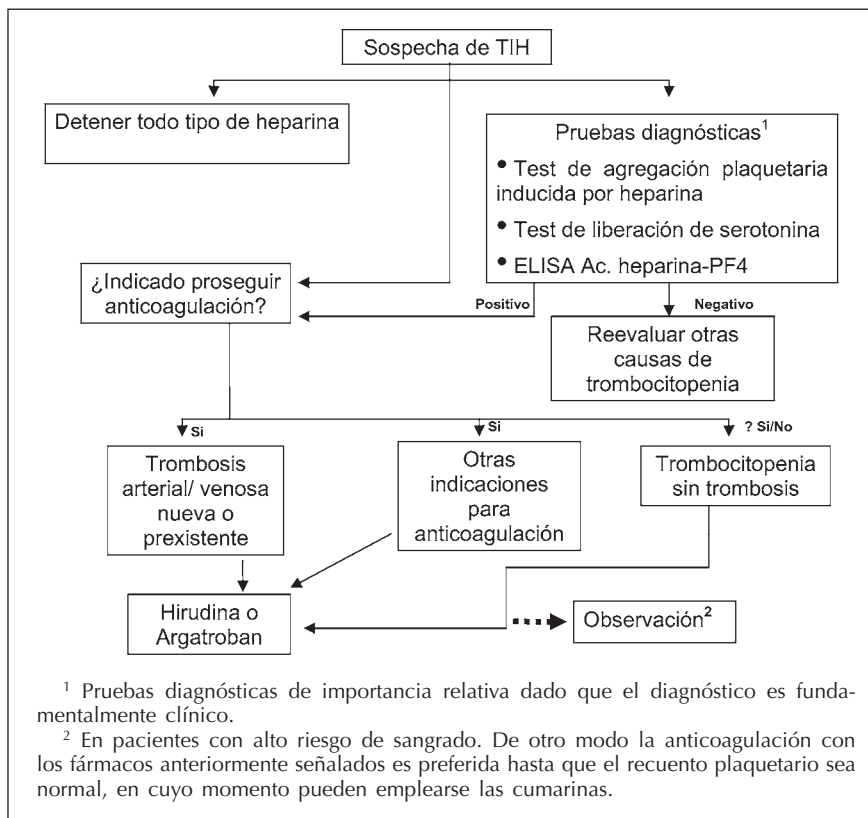 Sospecha de TIH
Detener todo tipo de heparina
Pruebas diagnósticas1
• Test de agregación plaquetaria
inducida por heparina
• Test de liberación de serotonina
• ELISA Ac. heparina-PF4
¿Indicado proseguir
anticoagulación?
Positivo
Negativo
Reevaluar otras
causas de
trombocitopenia
Si
Si
? Si/No
Trombosis
arterial/ venosa
nueva o
prexistente
Otras
indicaciones
para
anticoagulación
Trombocitopenia
sin trombosis
Hirudina o
Argatroban
Observación2
1 Pruebas diagnósticas de importancia relativa dado que el diagnóstico es funda-
mentalmente clínico.
2 En pacientes con alto riesgo de sangrado. De otro modo la anticoagulación con
los fármacos anteriormente señalados es preferida hasta que el recuento plaquetario sea
normal, en cuyo momento pueden emplearse las cumarinas.